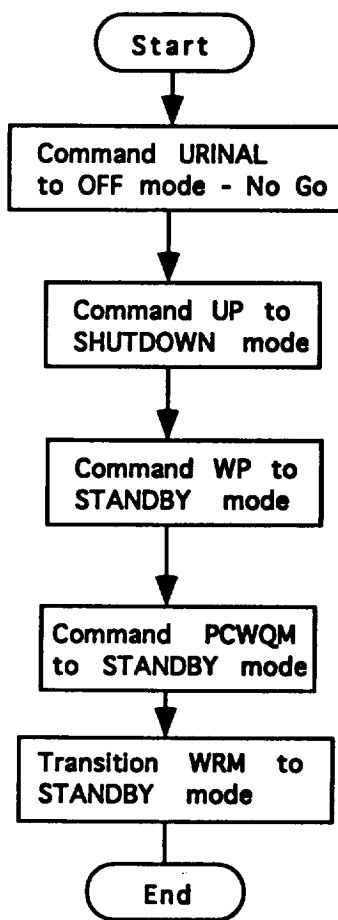 Start
Command URINAL
to OFF mode - No Go
Command UP to
SHUTDOWN mode
Command WP to
STANDBY mode
Command PCWQM
to STANDBY mode
Transition WRM to
STANDBY mode
End